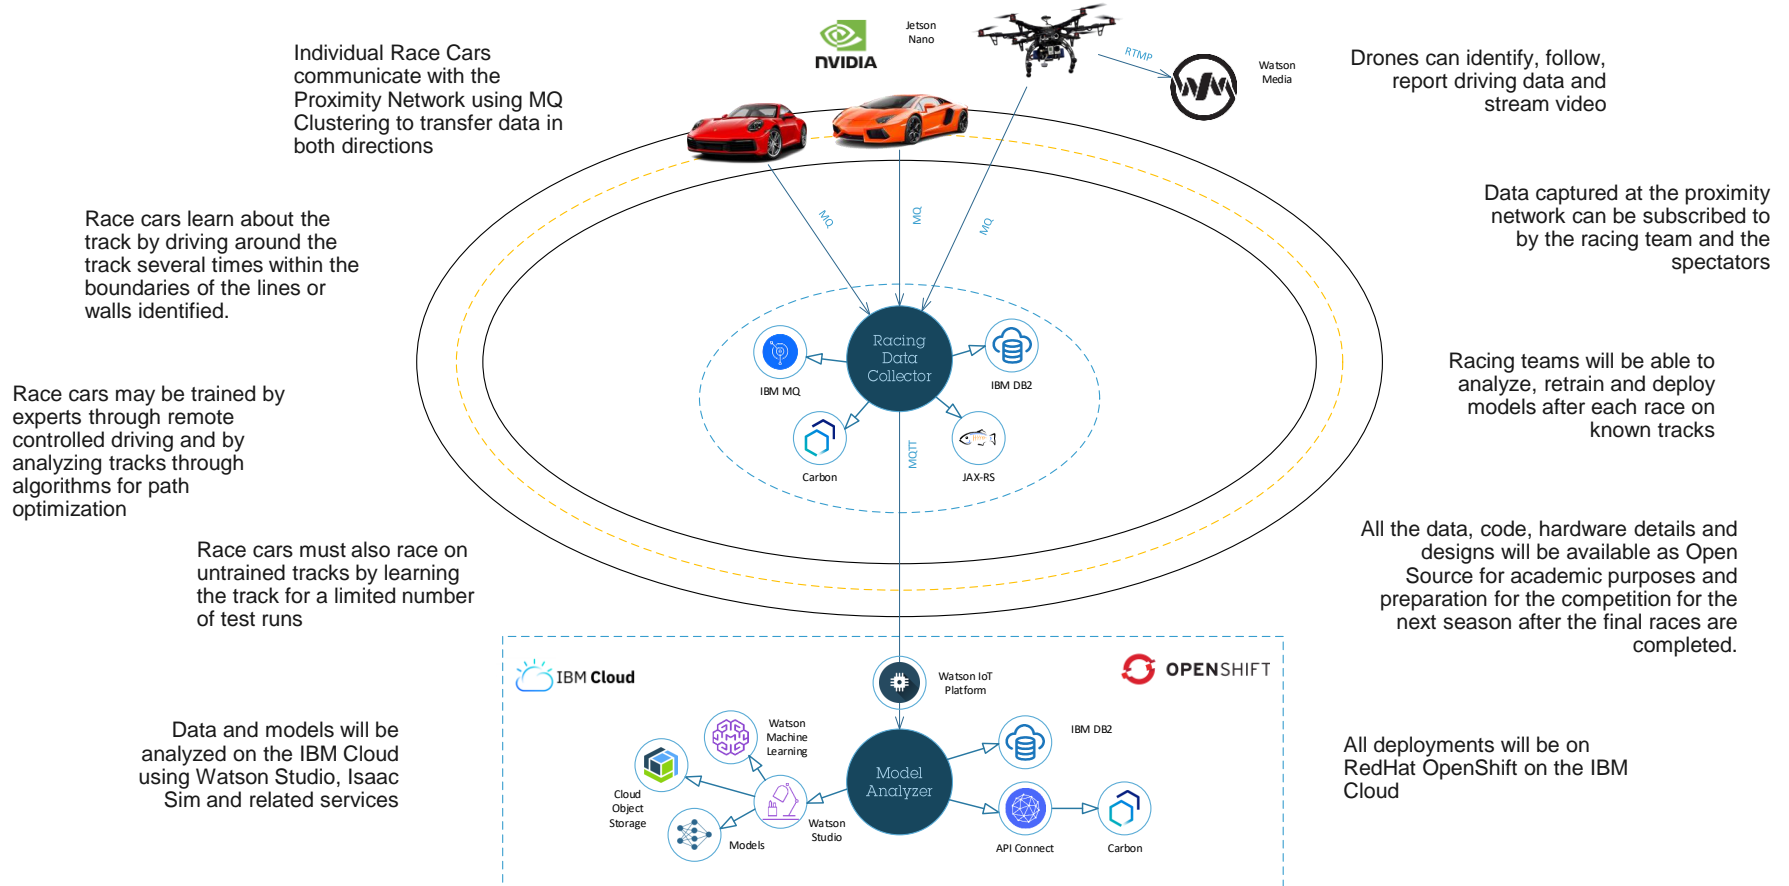 Individual Race Cars
communicate with the
Proximity Network using MQ
Clustering to transfer data in
both directions
NVIDIA
Jetson
Nano
RTMP
Watson
Media
Drones can identify, follow,
report driving data and
stream video
Race cars learn about the
track by driving around the
track several times within the
boundaries of the lines or
walls identified.
MQ
MQ
MQ
Data captured at the proximity
network can be subscribed to
by the racing team and the
spectators
Racing
Data
Collector
IBM MQ
IBM DB2
Carbon
JAX-RS
MQTT
Race cars may be trained by
experts through remote
controlled driving and by
analyzing tracks through
algorithms for path
optimization
Racing teams will be able to
analyze, retrain and deploy
models after each race on
known tracks
Race cars must also race on
untrained tracks by learning
the track for a limited number
of test runs
All the data, code, hardware details and
designs will be available as Open
Source for academic purposes and
preparation for the competition for the
next season after the final races are
completed.
IBM Cloud
Watson IoT
Platform
OPENSHIFT
Data and models will be
analyzed on the IBM Cloud
using Watson Studio, Isaac
Sim and related services
Watson
Machine
Learning
Cloud
Object
Storage
Models
Watson
Studio
Model
Analyzer
IBM DB2
API Connect
Carbon
All deployments will be on
RedHat OpenShift on the IBM
Cloud